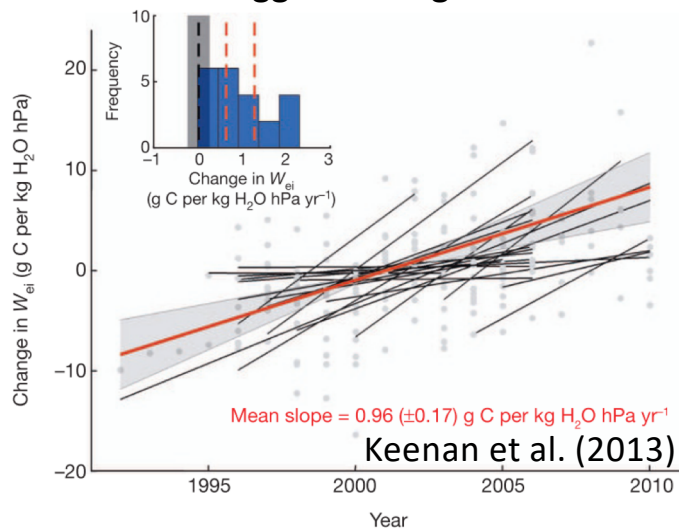 10
5
0
Frequency
-1 0 1 2 3
Change in Wei
(g C per kg H2O hPa yr−1)
20
10
0
−10
−20
Change in Wei (g C per kg H2O hPa)
Mean slope = 0.96 (±0.17) g C per kg H2O hPa yr−1
Keenan et al. (2013)
1995 2000 2005 2010
Year